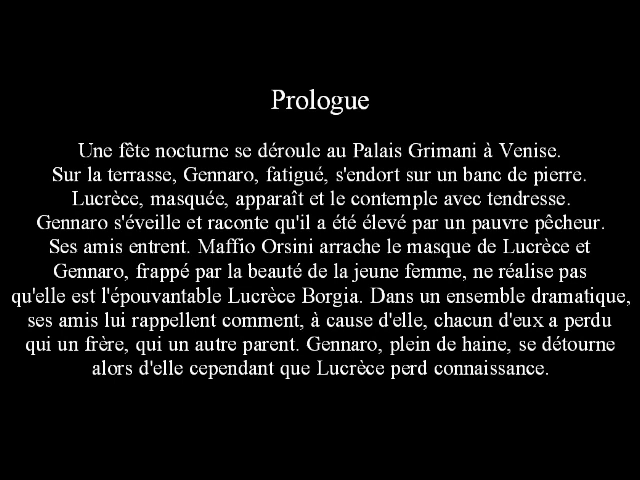 Prologue
Une fête nocturne se déroule au Palais Grimani à Venise.
Sur la terrasse, Gennaro, fatigué, s'endort sur un banc de pierre.
Lucrèce, masquée, apparaît et le contemple avec tendresse.
Gennaro s'éveille et raconte qu'il a été élevé par un pauvre pêcheur.
Ses amis entrent. Maffio Orsini arrache le masque de Lucrèce et
Gennaro, frappé par la beauté de la jeune femme, ne réalise pas
qu'elle est l'épouvantable Lucrèce Borgia. Dans un ensemble dramatique,
ses amis lui rappellent comment, à cause d'elle, chacun d'eux a perdu
qui un frère, qui un autre parent. Gennaro, plein de haine, se détourne
alors d'elle cependant que Lucrèce perd connaissance.